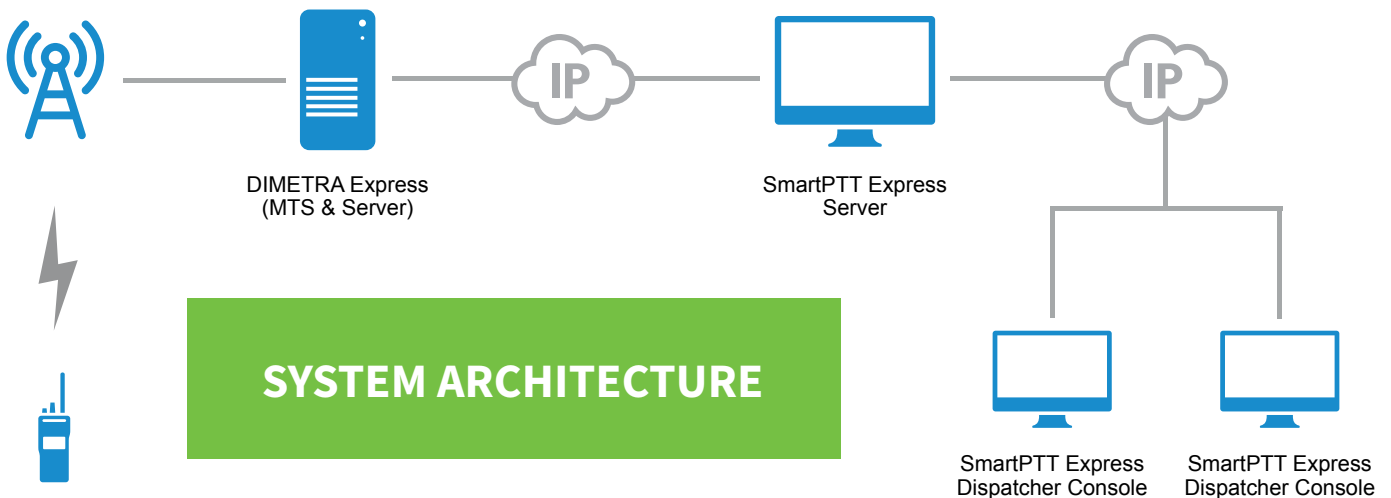 IP
IP
DIMETRA Express
(MTS & Server)
SmartPTT Express
Server
SYSTEM ARCHITECTURE
SmartPTT Express
Dispatcher Console
SmartPTT Express
Dispatcher Console